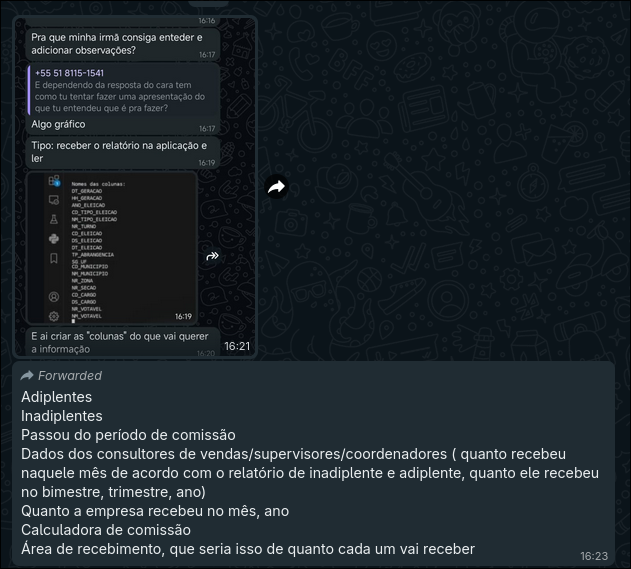 16:16
Pra que minha irmã consiga enteder e
adicionar observações?
16:17
+55 51 8115-1541
E dependendo da resposta do cara tem
como tu tentar fazer uma apresentação do
que tu entendeu que é pra fazer?
Algo gráfico
16:17
Tipo: receber o relatório na aplicação e
ler
16:19
Nomes das colunas:
DT_GERACAO
HH_GERACAO
ANO_ELEICAO
CD_TIPO_ELEICAO
NM_TIPO_ELEICAO
NR_TURNO
CD_ELEICAO
DS_ELEICAO
DT_ELEICAO
TP_ABRANGENCIA
SG_UF
CD_MUNICIPIO
NM_MUNICIPIO
NR_ZONA
NR_SECAO
CD_CARGO
DS_CARGO
NR_VOTAVEL
NM_VOTAVEL
16:19
E ai criar as "colunas" do que vai querer
a informação
16:20
16:21
Forwarded
Adiplentes
Inadiplentes
Passou do período de comissão
Dados dos consultores de vendas/supervisores/coordenadores ( quanto recebeu
naquele mês de acordo com o relatório de inadiplente e adiplente, quanto ele recebeu
no bimestre, trimestre, ano)
Quanto a empresa recebeu no mês, ano
Calculadora de comissão
Área de recebimento, que seria isso de quanto cada um vai receber
16:23